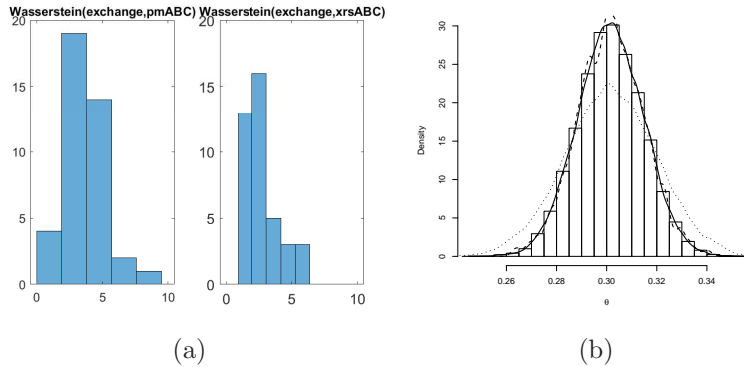 Wasserstein(exchange,pmABC) Wasserstein(exchange,xrsABC)
20
15
10
5
0
0 5 10
20
15
10
5
0
0 5 10
(a)
Density
30
25
20
15
10
5
0
0.26 0.28 0.30 0.32 0.34
θ
(b)